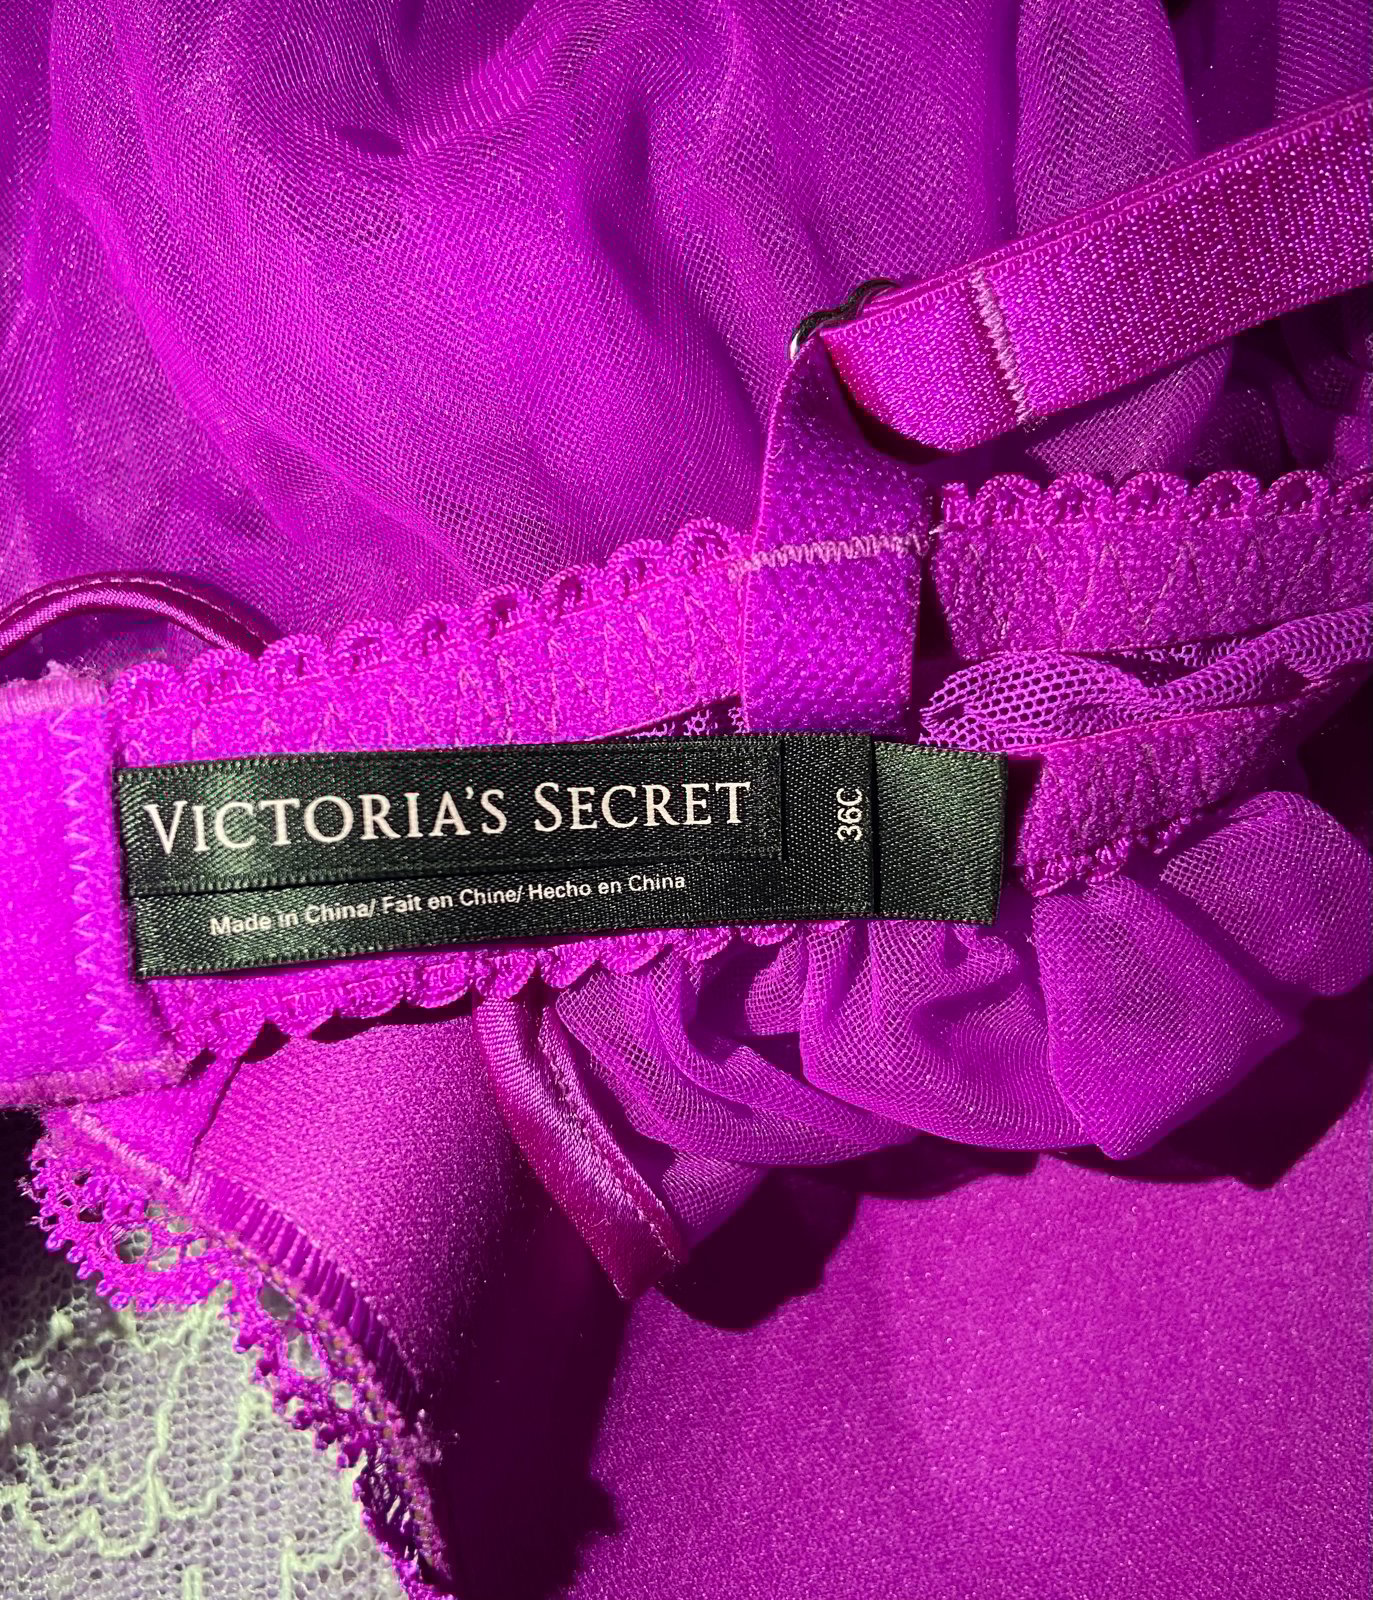 VICTORIA'S SECRET
36C
Made in China/ Fait en Chine/ Hecho en China